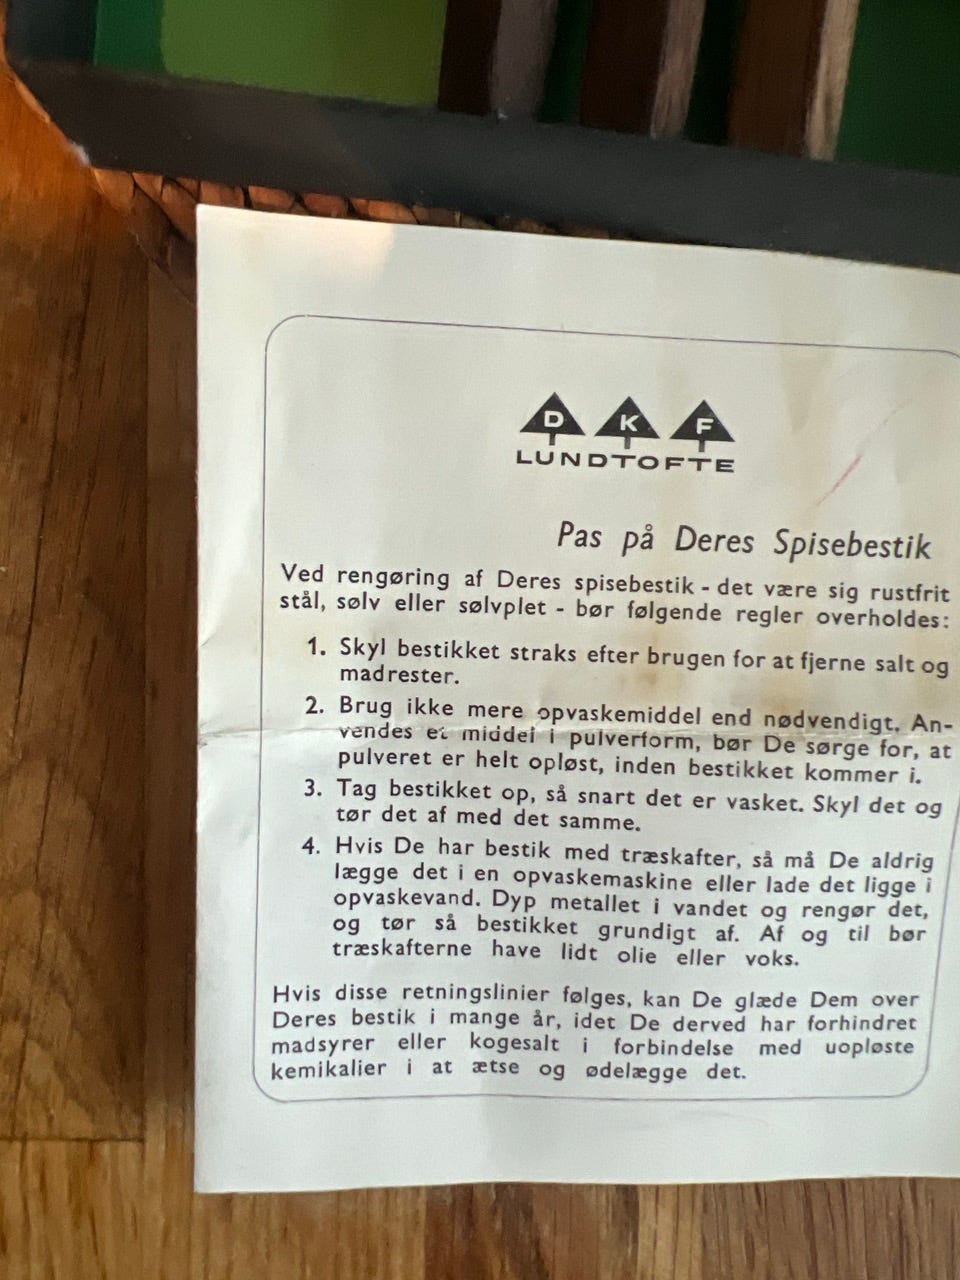 D K F
LUNDTOFTE
Pas på Deres Spisebestik
Ved rengøring af Deres spisebestik - det være sig rustfrit
stål, sølv eller sølvplet - bør følgende regler overholdes:
1. Skyl bestikket straks efter brugen for at fjerne salt og
madrester.
2. Brug ikke mere opvaskemiddel end nødvendigt. An-
vendes et middel i pulverform, bør De sørge for, at
pulveret er helt opløst, inden bestikket kommer i.
3. Tag bestikket op, så snart det er vasket. Skyl det og
tør det af med det samme.
4. Hvis De har bestik med træskafter, så må De aldrig
lægge det i en opvaskemaskine eller lade det ligge i
opvaskevand. Dyp metallet i vandet og rengør det,
og tør så bestikket grundigt af. Af og til bør
træskafterne have lidt olie eller voks.
Hvis disse retningslinier følges, kan De glæde Dem over
Deres bestik i mange år, idet De derved har forhindret
madsyrer eller kogesalt i forbindelse med uopløste
kemikalier i at ætse og ødelægge det.